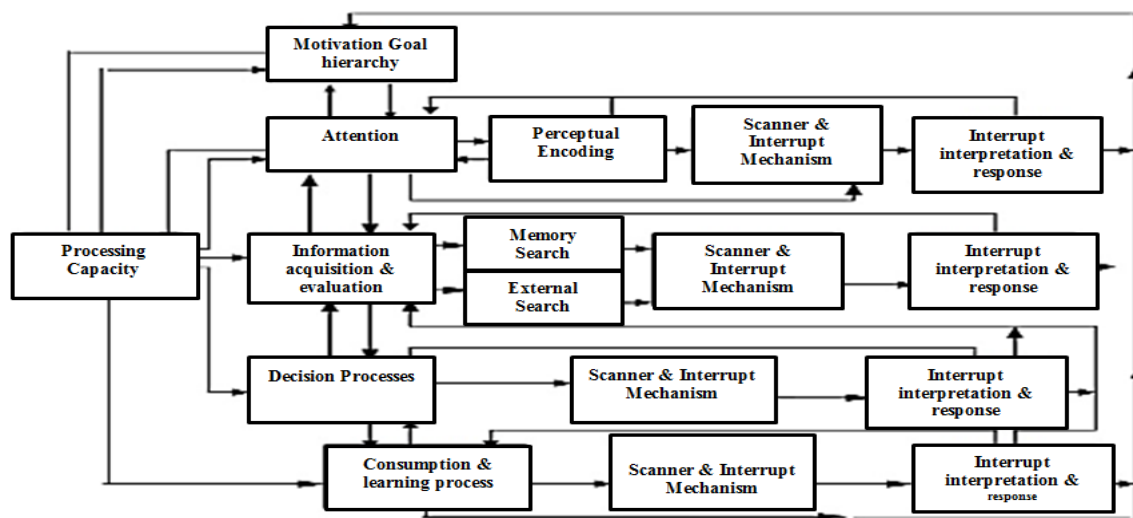 Motivation Goal
hierarchy
Attention
Perceptual
Encoding
Scanner &
Interrupt
Mechanism
Interrupt
interpretation &
response
Processing
Capacity
Information
acquisition &
evaluation
Memory
Search
External
Search
Scanner &
Interrupt
Mechanism
Interrupt
interpretation &
response
Decision Processes
Scanner & Interrupt
Mechanism
Interrupt
interpretation &
response
Consumption &
learning process
Scanner & Interrupt
Mechanism
Interrupt
interpretation &
response